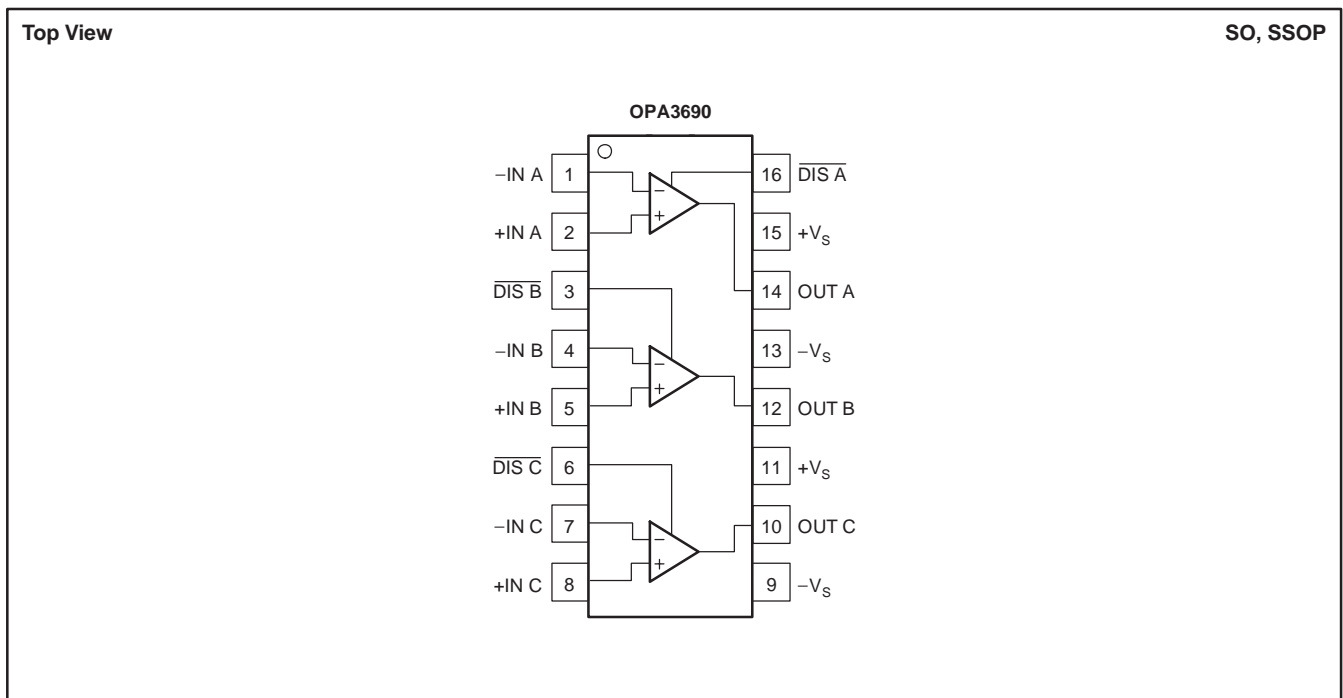 Top View SO, SSOP
OPA3690
−IN A 1 16 DIS A
+IN A 2 15 +VS
DIS B 3 14 OUT A
−IN B 4 13 −VS
+IN B 5 12 OUT B
DIS C 6 11 +VS
−IN C 7 10 OUT C
+IN C 8 9 −VS